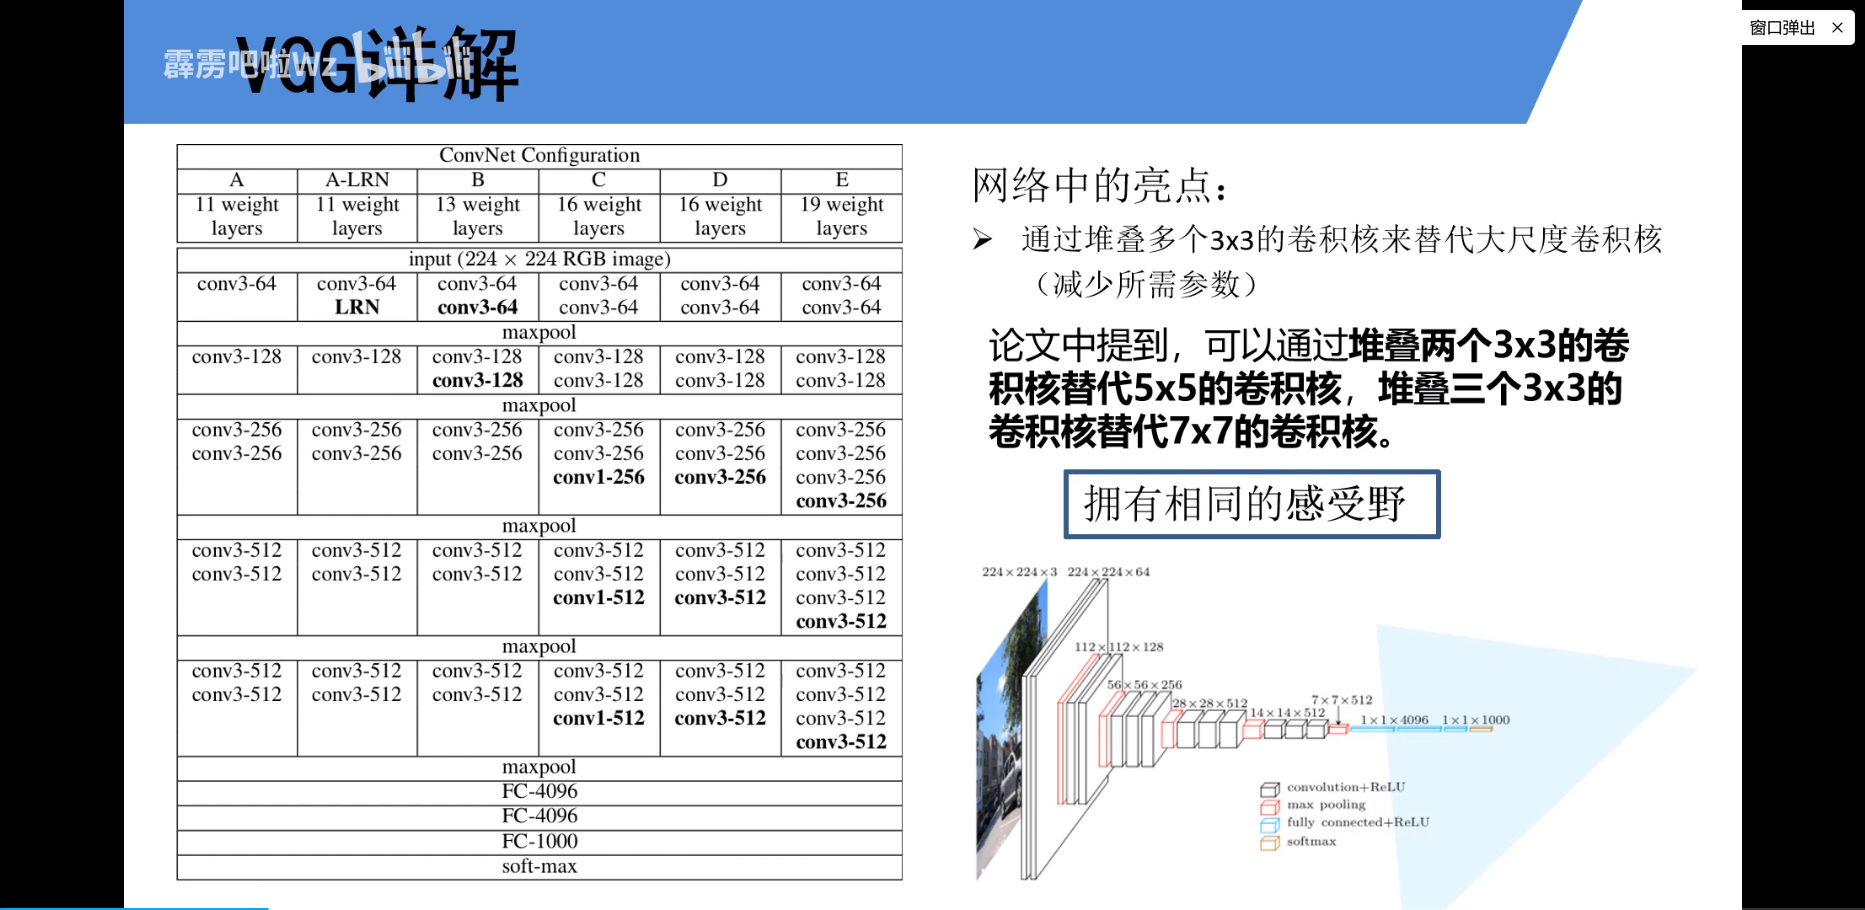 窗口弹出 ×
VGG详解
霹雳吧啦Wz bilibili
ConvNet Configuration
A A-LRN B C D E
11 weight layers 11 weight layers 13 weight layers 16 weight layers 16 weight layers 19 weight layers
input (224 × 224 RGB image)
conv3-64 conv3-64 conv3-64 conv3-64 conv3-64 conv3-64
LRN conv3-64 conv3-64 conv3-64 conv3-64
maxpool
conv3-128 conv3-128 conv3-128 conv3-128 conv3-128 conv3-128
conv3-128 conv3-128 conv3-128 conv3-128
maxpool
conv3-256 conv3-256 conv3-256 conv3-256 conv3-256 conv3-256
conv3-256 conv3-256 conv3-256 conv3-256 conv3-256 conv3-256
conv1-256 conv3-256 conv3-256
conv3-256
maxpool
conv3-512 conv3-512 conv3-512 conv3-512 conv3-512 conv3-512
conv3-512 conv3-512 conv3-512 conv3-512 conv3-512 conv3-512
conv1-512 conv3-512 conv3-512
conv3-512
maxpool
conv3-512 conv3-512 conv3-512 conv3-512 conv3-512 conv3-512
conv3-512 conv3-512 conv3-512 conv3-512 conv3-512 conv3-512
conv1-512 conv3-512 conv3-512
conv3-512
maxpool
FC-4096
FC-4096
FC-1000
soft-max
网络中的亮点：
➢ 通过堆叠多个3x3的卷积核来替代大尺度卷积核
（减少所需参数）
论文中提到，可以通过堆叠两个3x3的卷
积核替代5x5的卷积核，堆叠三个3x3的
卷积核替代7x7的卷积核。
拥有相同的感受野
224×224×3 224×224×64
112×112×128
56×56×256
28×28×512
14×14×512
7×7×512
1×1×4096 1×1×1000
convolution+ReLU
max pooling
fully connected+ReLU
softmax